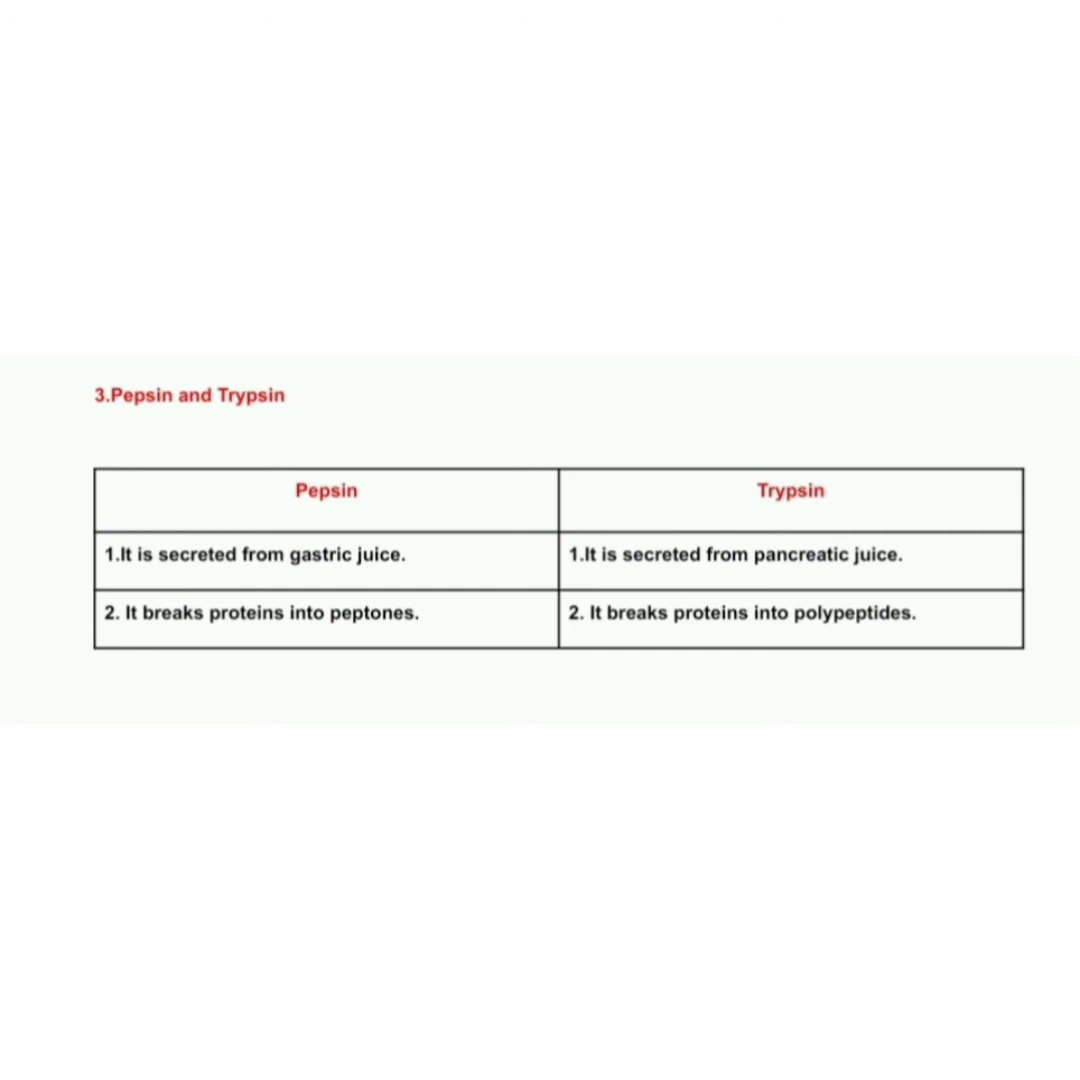 3.Pepsin and Trypsin
Pepsin
Trypsin
1.It is secreted from gastric juice.
1.It is secreted from pancreatic juice.
2. It breaks proteins into peptones.
2. It breaks proteins into polypeptides.